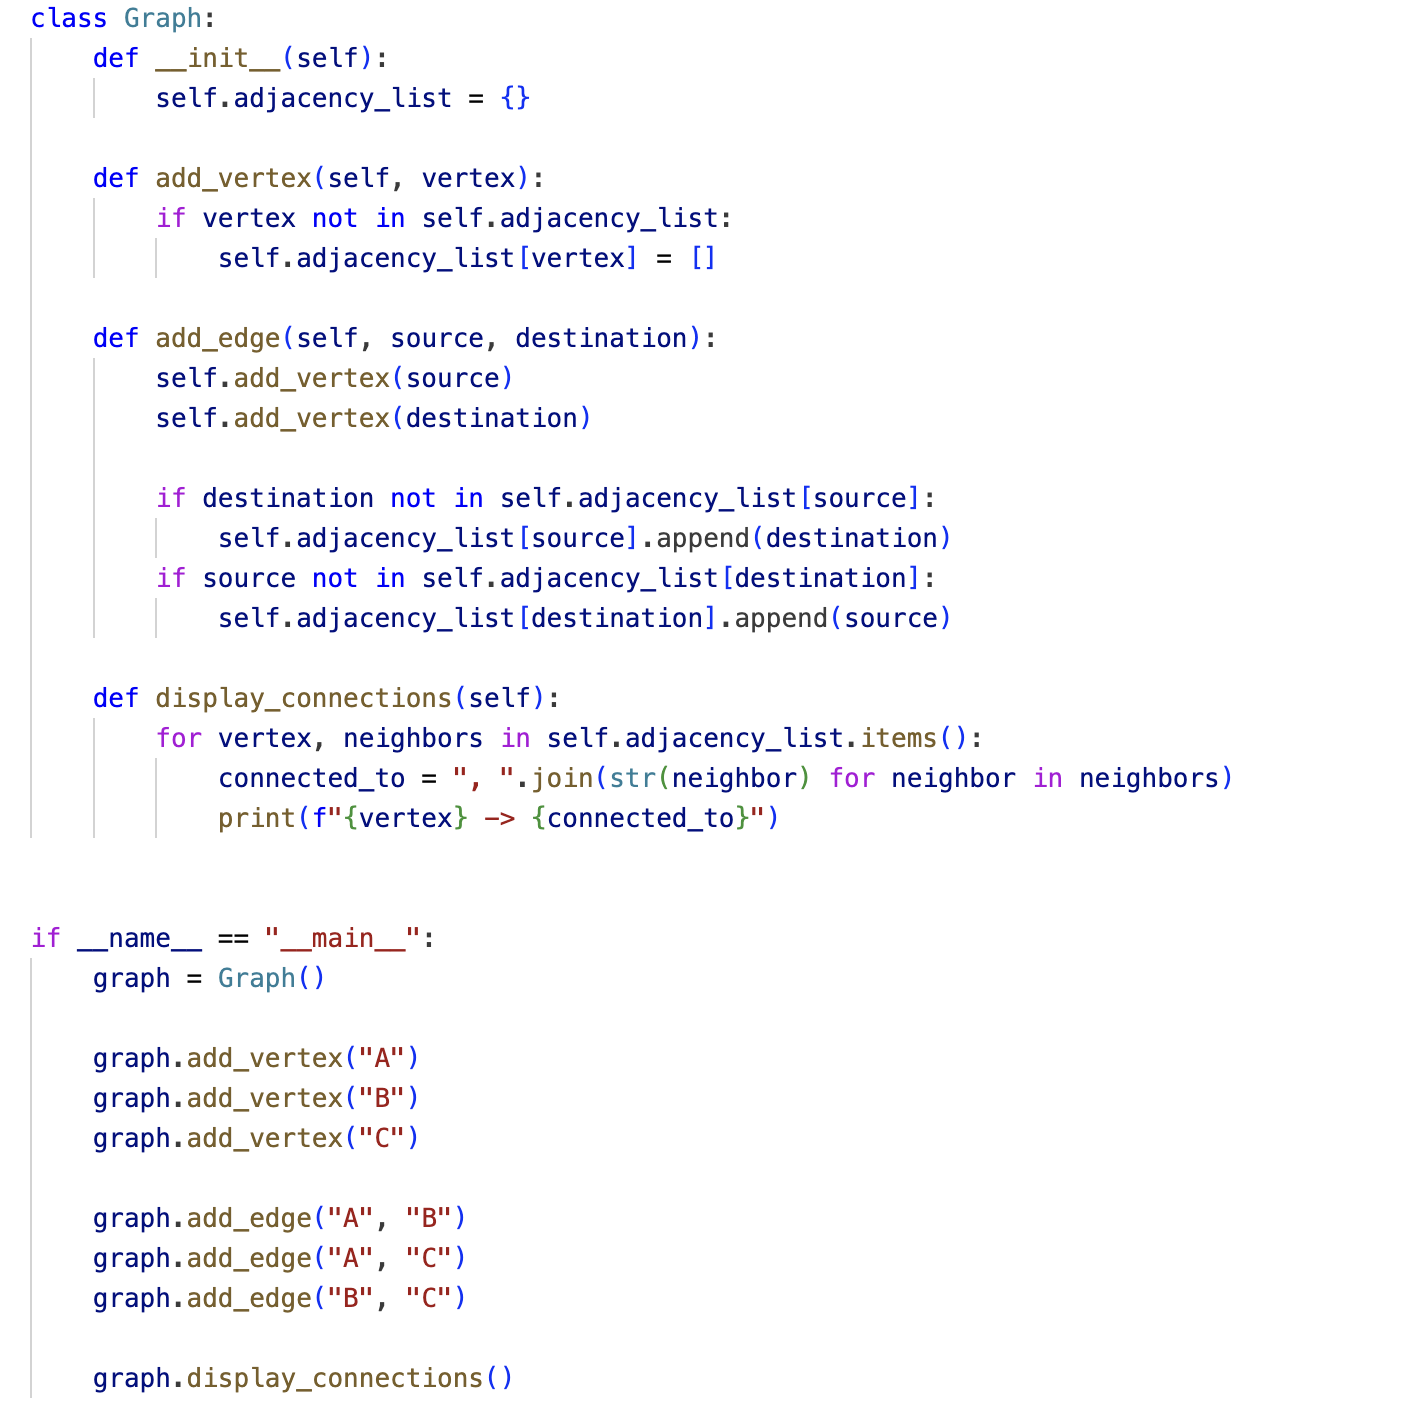 class Graph:
    def __init__(self):
        self.adjacency_list = {}

    def add_vertex(self, vertex):
        if vertex not in self.adjacency_list:
            self.adjacency_list[vertex] = []

    def add_edge(self, source, destination):
        self.add_vertex(source)
        self.add_vertex(destination)

        if destination not in self.adjacency_list[source]:
            self.adjacency_list[source].append(destination)
        if source not in self.adjacency_list[destination]:
            self.adjacency_list[destination].append(source)

    def display_connections(self):
        for vertex, neighbors in self.adjacency_list.items():
            connected_to = ", ".join(str(neighbor) for neighbor in neighbors)
            print(f"{vertex} -> {connected_to}")


if __name__ == "__main__":
    graph = Graph()

    graph.add_vertex("A")
    graph.add_vertex("B")
    graph.add_vertex("C")

    graph.add_edge("A", "B")
    graph.add_edge("A", "C")
    graph.add_edge("B", "C")

    graph.display_connections()